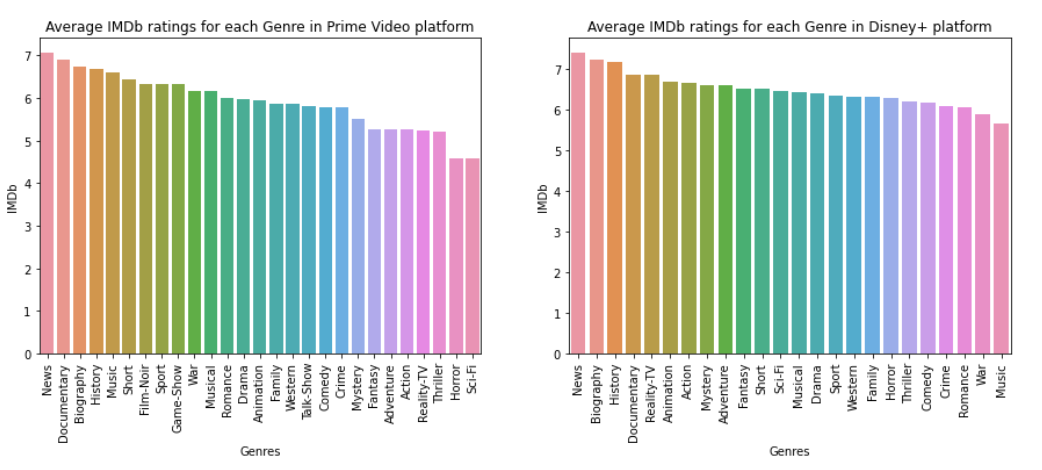 Average IMDb ratings for each Genre in Prime Video platform
7
6
5
4
3
2
1
0
IMDb
News
Documentary
Biography
History
Music
Short
Film-Noir
Sport
Game-Show
War
Musical
Romance
Drama
Animation
Family
Western
Talk-Show
Comedy
Crime
Mystery
Fantasy
Adventure
Action
Reality-TV
Thriller
Horror
Sci-Fi
Genres
Average IMDb ratings for each Genre in Disney+ platform
7
6
5
4
3
2
1
0
IMDb
News
Biography
History
Documentary
Reality-TV
Animation
Action
Mystery
Adventure
Fantasy
Short
Sci-Fi
Musical
Drama
Sport
Western
Family
Horror
Thriller
Comedy
Crime
Romance
War
Music
Genres